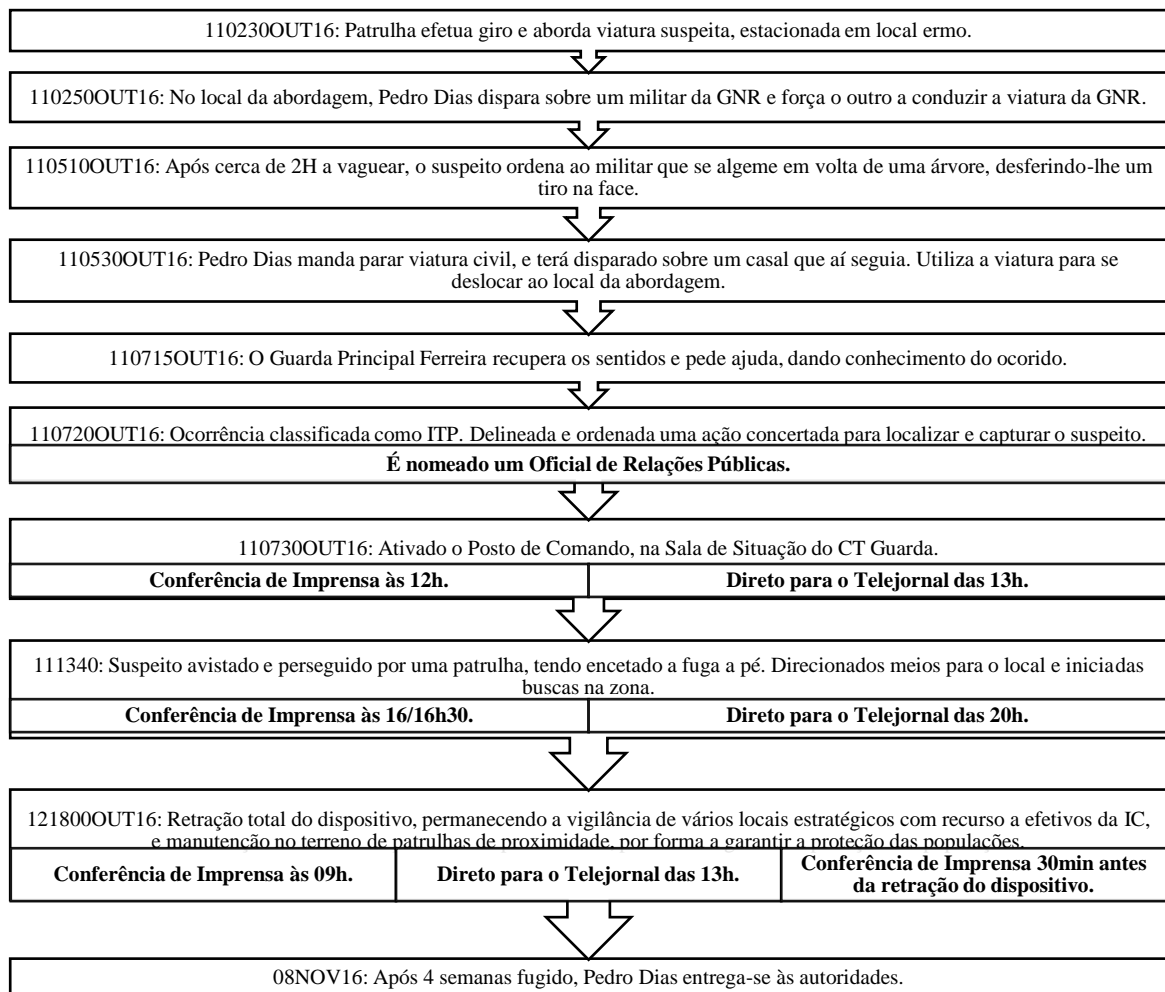 110230OUT16: Patrulha efetua giro e aborda viatura suspeita, estacionada em local ermo.
110250OUT16: No local da abordagem, Pedro Dias dispara sobre um militar da GNR e força o outro a conduzir a viatura da GNR.
110510OUT16: Após cerca de 2H a vaguear, o suspeito ordena ao militar que se algeme em volta de uma árvore, desferindo-lhe um
tiro na face.
110530OUT16: Pedro Dias manda parar viatura civil, e terá disparado sobre um casal que aí seguia. Utiliza a viatura para se
deslocar ao local da abordagem.
110715OUT16: O Guarda Principal Ferreira recupera os sentidos e pede ajuda, dando conhecimento do ocorido.
110720OUT16: Ocorrência classificada como ITP. Delineada e ordenada uma ação concertada para localizar e capturar o suspeito.
É nomeado um Oficial de Relações Públicas.
110730OUT16: Ativado o Posto de Comando, na Sala de Situação do CT Guarda.
Conferência de Imprensa às 12h.
Direto para o Telejornal das 13h.
111340: Suspeito avistado e perseguido por uma patrulha, tendo encetado a fuga a pé. Direcionados meios para o local e iniciadas
buscas na zona.
Conferência de Imprensa às 16/16h30.
Direto para o Telejornal das 20h.
121800OUT16: Retração total do dispositivo, permanecendo a vigilância de vários locais estratégicos com recurso a efetivos da IC,
e manutenção no terreno de patrulhas de proximidade, por forma a garantir a proteção das populações.
Conferência de Imprensa às 09h.
Direto para o Telejornal das 13h.
Conferência de Imprensa 30min antes
da retração do dispositivo.
08NOV16: Após 4 semanas fugido, Pedro Dias entrega-se às autoridades.